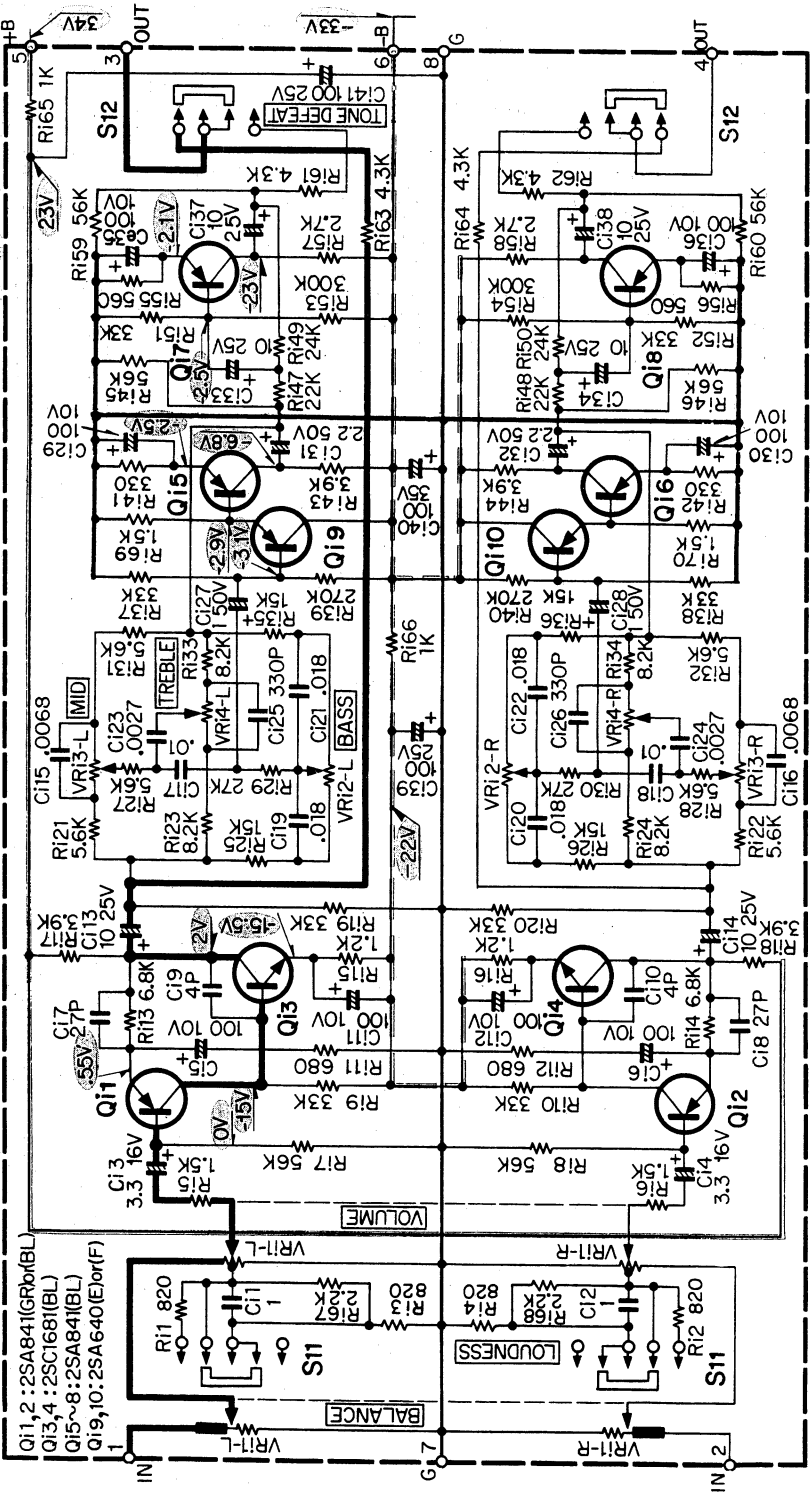 +B
5
34V
Ri65 1K
3
OUT
-33V
-B
6
8
G
4
OUT
S12
TONE DEFEAT
Ci41 100 25V
S12
23V
Ri59 56K
100
10V
-2.1V
Ri61 4.3K
Ri63 4.3K
Ri64 4.3K
Ri62 4.3K
Ci37
10
25V
Ri55 560
Ri57
2.7K
-23V
Ri58
2.7K
Ci38
10
25V
Ci36
100 10V
Ri60 56K
Ri56
560
Ri51
33K
Qi7
-2.5V
Ri53
300K
Ri54
300K
Qi8
Ri52
33K
Ri45
56K
Ci33
10 25V
Ri49
24K
Ri47
22K
Ri50
24K
Ri48
22K
Ci34
10 25V
Ri46
56K
Ci29
100
10V
-2.5V
Ri41
330
Qi5
-6.8V
Ci31
2.2 50V
Ri43
3.9K
Ci40
100
35V
Ri44
3.9K
Ci32
2.2 50V
Qi6
Ri42
330
Ci30
100
10V
Ri69
1.5K
-2.9V
-3.1V
Qi9
Qi10
Ri70
1.5K
Ri37
33K
Ci27
1 50V
Ri39
270K
Ri40
270K
Ci28
1 50V
Ri38
33K
Ri31
5.6K
Ri33
8.2K
Ri35
15K
Ri66
1K
Ri36
15K
Ri34
8.2K
Ri32
5.6K
MID
TREBLE
BASS
Ci15 .0068
VRi3-L
Ci23
.0027
VRi4-L
Ci25 330P
Ci21 .018
VRi2-L
Ri27
5.6K
Ci17
.01
Ri29 27K
Ci19
.018
Ri21
5.6K
Ri23
8.2K
Ri25
15K
Ci39
100
25V
-22V
VRi2-R
Ci22 .018
Ci26 330P
VRi4-R
Ci24
.0027
VRi3-R
Ci16 .0068
Ci20
.018
Ri30
27K
Ci18
.01
Ri28
5.6K
Ri26
15K
Ri24
8.2K
Ri22
5.6K
Ri17
3.9K
Ci13
10 25V
2V
-15.5V
Ri19 33K
Ri20 33K
Ci14
10 25V
Ri18
3.9K
Ci7
27P
Ri13 6.8K
Ci9
4P
Qi3
Ri15
1.2K
Ci11
100
10V
Ri16
1.2K
Ci12
100
10V
Qi4
Ci10
4P
Ri14 6.8K
Ci8 27P
.55V
Qi1
Ci5
100 10V
Ri11 680
Ri12 680
Ci6
100 10V
Qi2
-15V
Ri9
33K
Ri10
33K
0V
Ri7 56K
Ri8
56K
Ci3
3.3 16V
Ri5
1.5K
Ri6
1.5K
Ci4
3.3 16V
VOLUME
VRi1-L
VRi1-R
Ri1 820
Ci1
1
Ri67
2.2K
Ri3
820
Ri4
820
Ri68
2.2K
Ci2
1
Ri2 820
S11
LOUDNESS
S11
BALANCE
VRi1-L
VRi1-R
1
IN
7
G
2
IN
Qi1,2 :2SA841(GR)or(BL)
Qi3,4 :2SC1681(BL)
Qi5~8:2SA841(BL)
Qi9,10:2SA640(E)or(F)